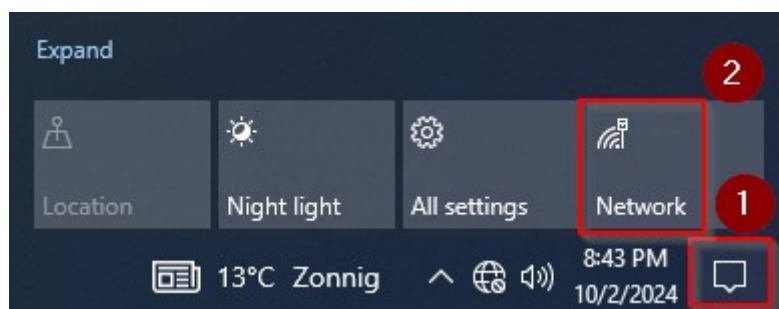 Expand
2
Location Night light All settings Network
1
13°C Zonnig 8:43 PM
10/2/2024